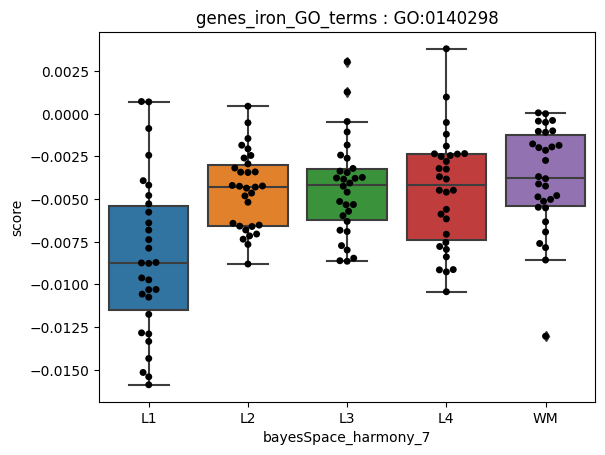 genes_iron_GO_terms : GO:0140298
0.0025
0.0000
−0.0025
−0.0050
−0.0075
−0.0100
−0.0125
−0.0150
score
L1 L2 L3 L4 WM
bayesSpace_harmony_7